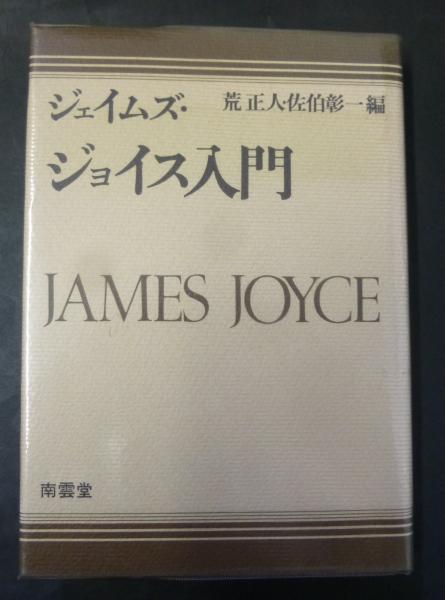 ジェイムズ・
荒正人・佐伯彰一編
ジョイス入門
JAMES JOYCE
南雲堂